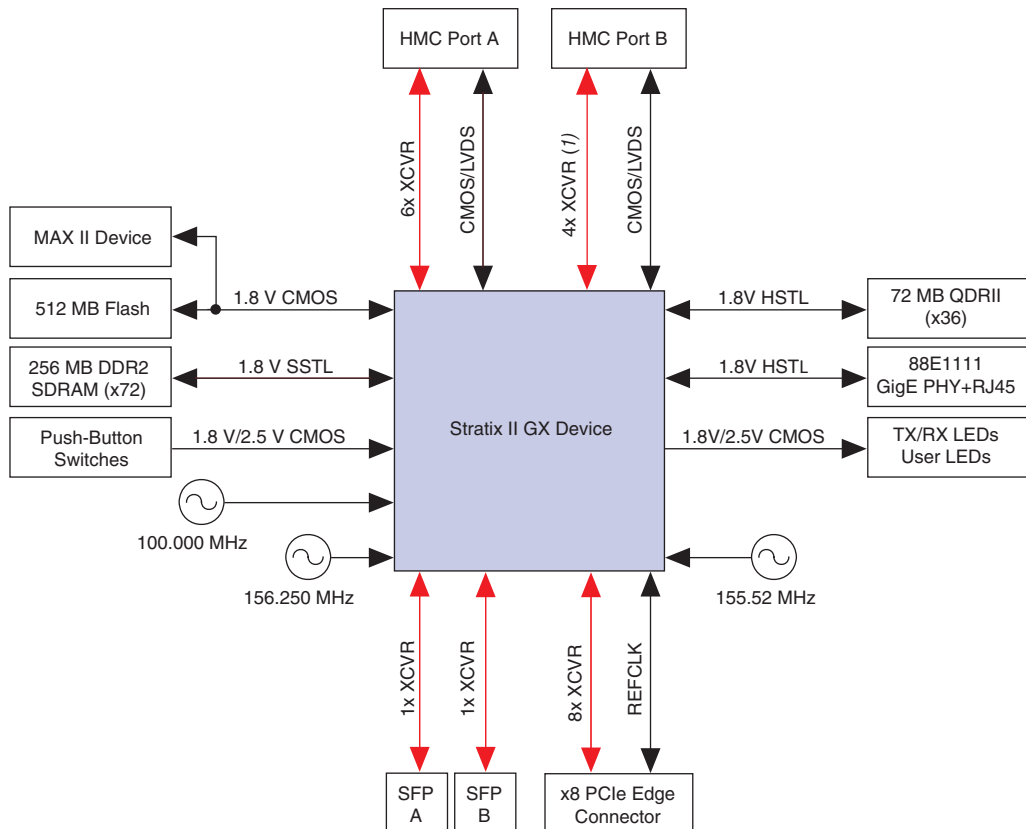 HMC Port A
HMC Port B
6x XCVR
CMOS/LVDS
4x XCVR (1)
CMOS/LVDS
MAX II Device
512 MB Flash
1.8 V CMOS
256 MB DDR2
SDRAM (x72)
1.8 V SSTL
Push-Button
Switches
1.8 V/2.5 V CMOS
100.000 MHz
156.250 MHz
Stratix II GX Device
1.8V HSTL
72 MB QDRII
(x36)
1.8V HSTL
88E1111
GigE PHY+RJ45
1.8V/2.5V CMOS
TX/RX LEDs
User LEDs
155.52 MHz
1x XCVR
1x XCVR
8x XCVR
REFCLK
SFP
A
SFP
B
x8 PCIe Edge
Connector